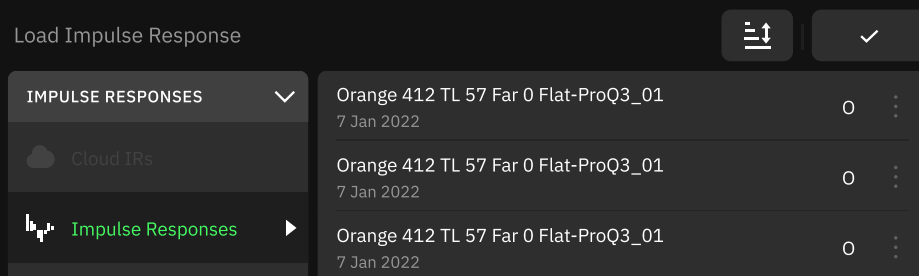 Load Impulse Response
IMPULSE RESPONSES
Cloud IRs
Impulse Responses
Orange 412 TL 57 Far 0 Flat-ProQ3_01
7 Jan 2022
O
Orange 412 TL 57 Far 0 Flat-ProQ3_01
7 Jan 2022
O
Orange 412 TL 57 Far 0 Flat-ProQ3_01
7 Jan 2022
O